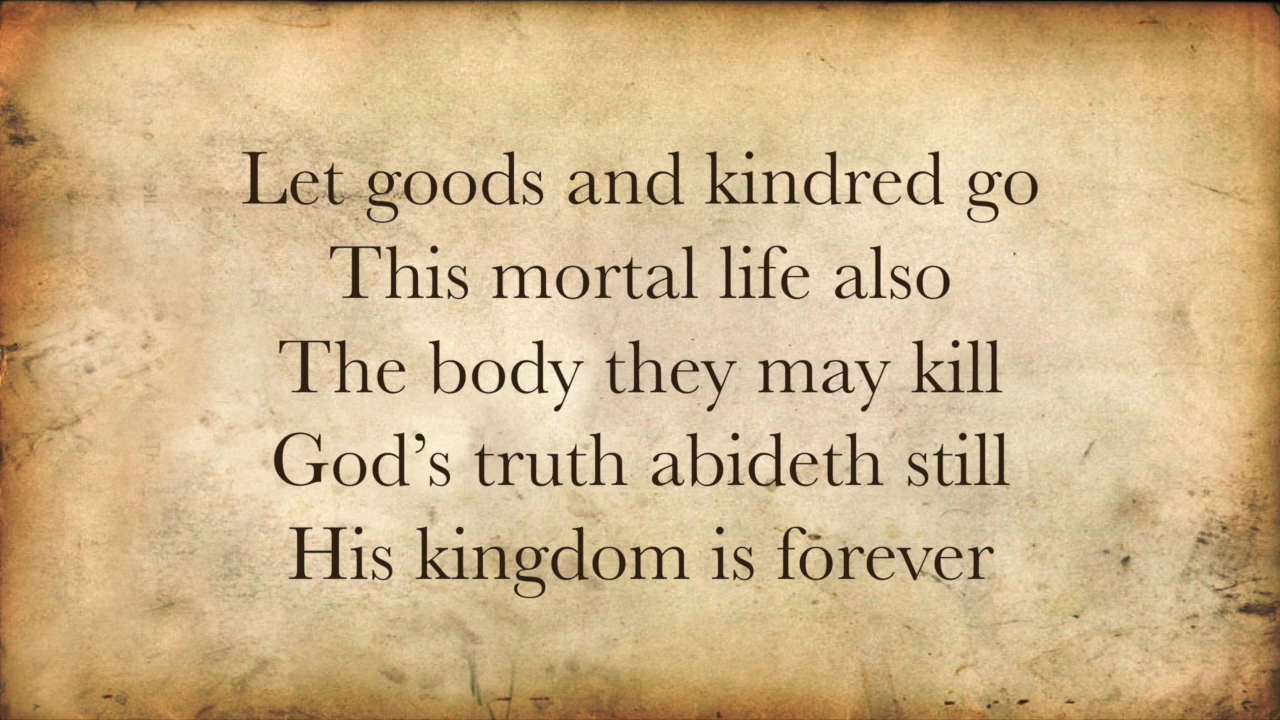 Let goods and kindred go
This mortal life also
The body they may kill
God’s truth abideth still
His kingdom is forever